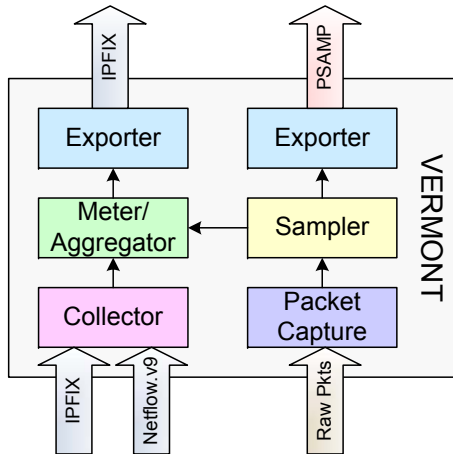 IPFIX
PSAMP
Exporter
Exporter
VERMONT
Meter/
Aggregator
Sampler
Collector
Packet
Capture
IPFIX
Netflow.v9
Raw Pkts